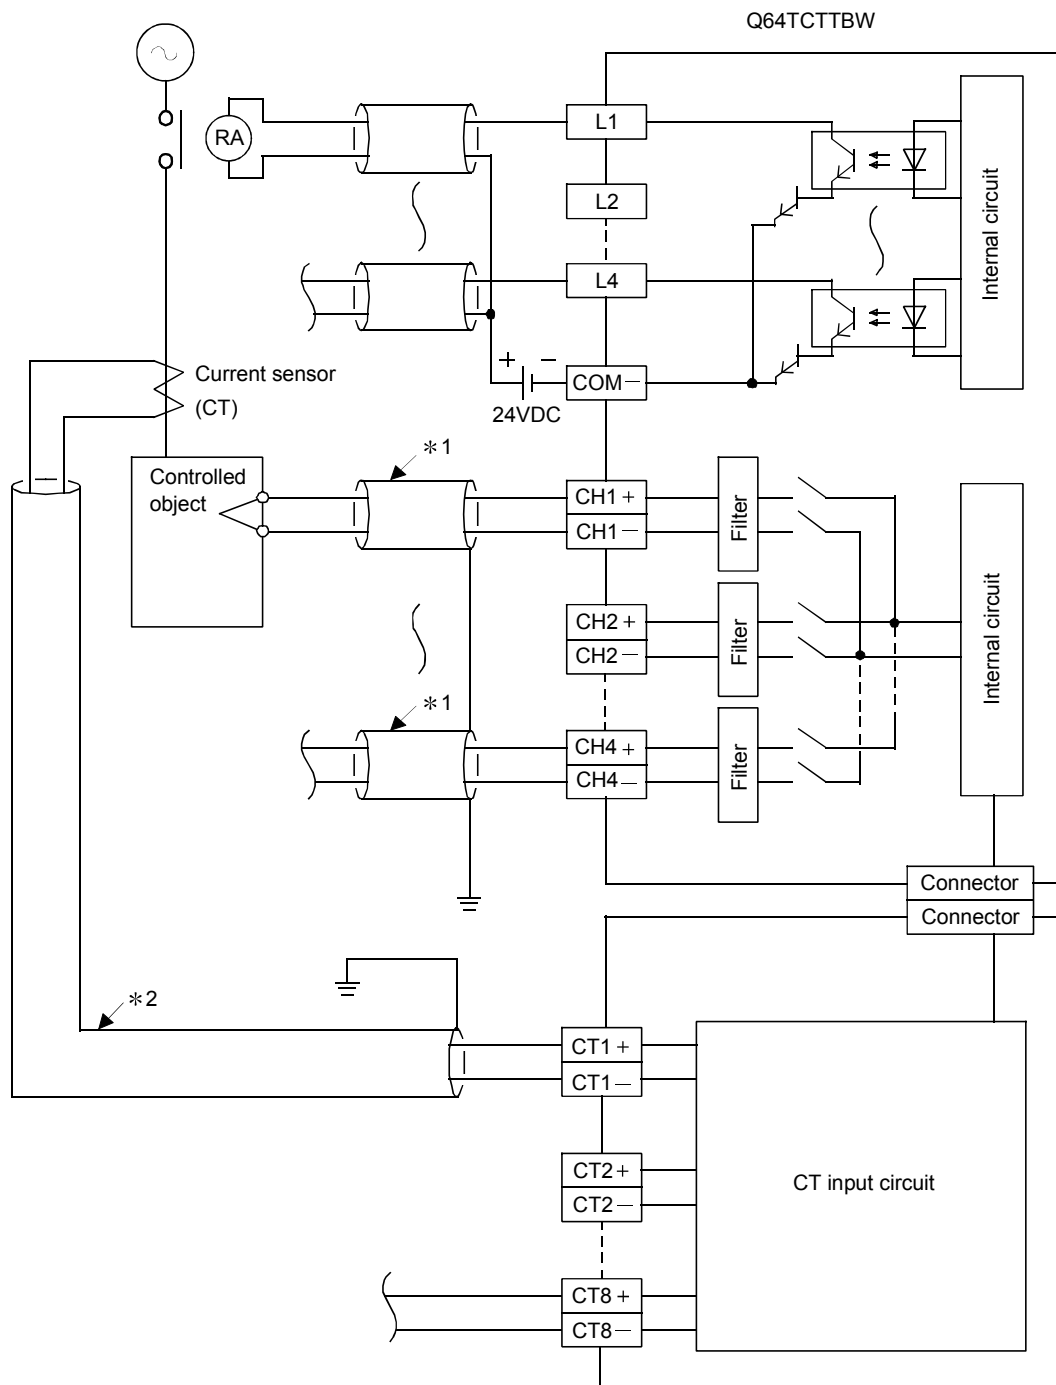 Q64TCTTBW
RA
L1
L2
L4
COM−
+ −
24VDC
Internal circuit
Current sensor
(CT)
Controlled
object
*1
CH1+
CH1−
Filter
CH2+
CH2−
Filter
Internal circuit
*1
CH4+
CH4−
Filter
Connector
Connector
*2
CT1+
CT1−
CT2+
CT2−
CT input circuit
CT8+
CT8−